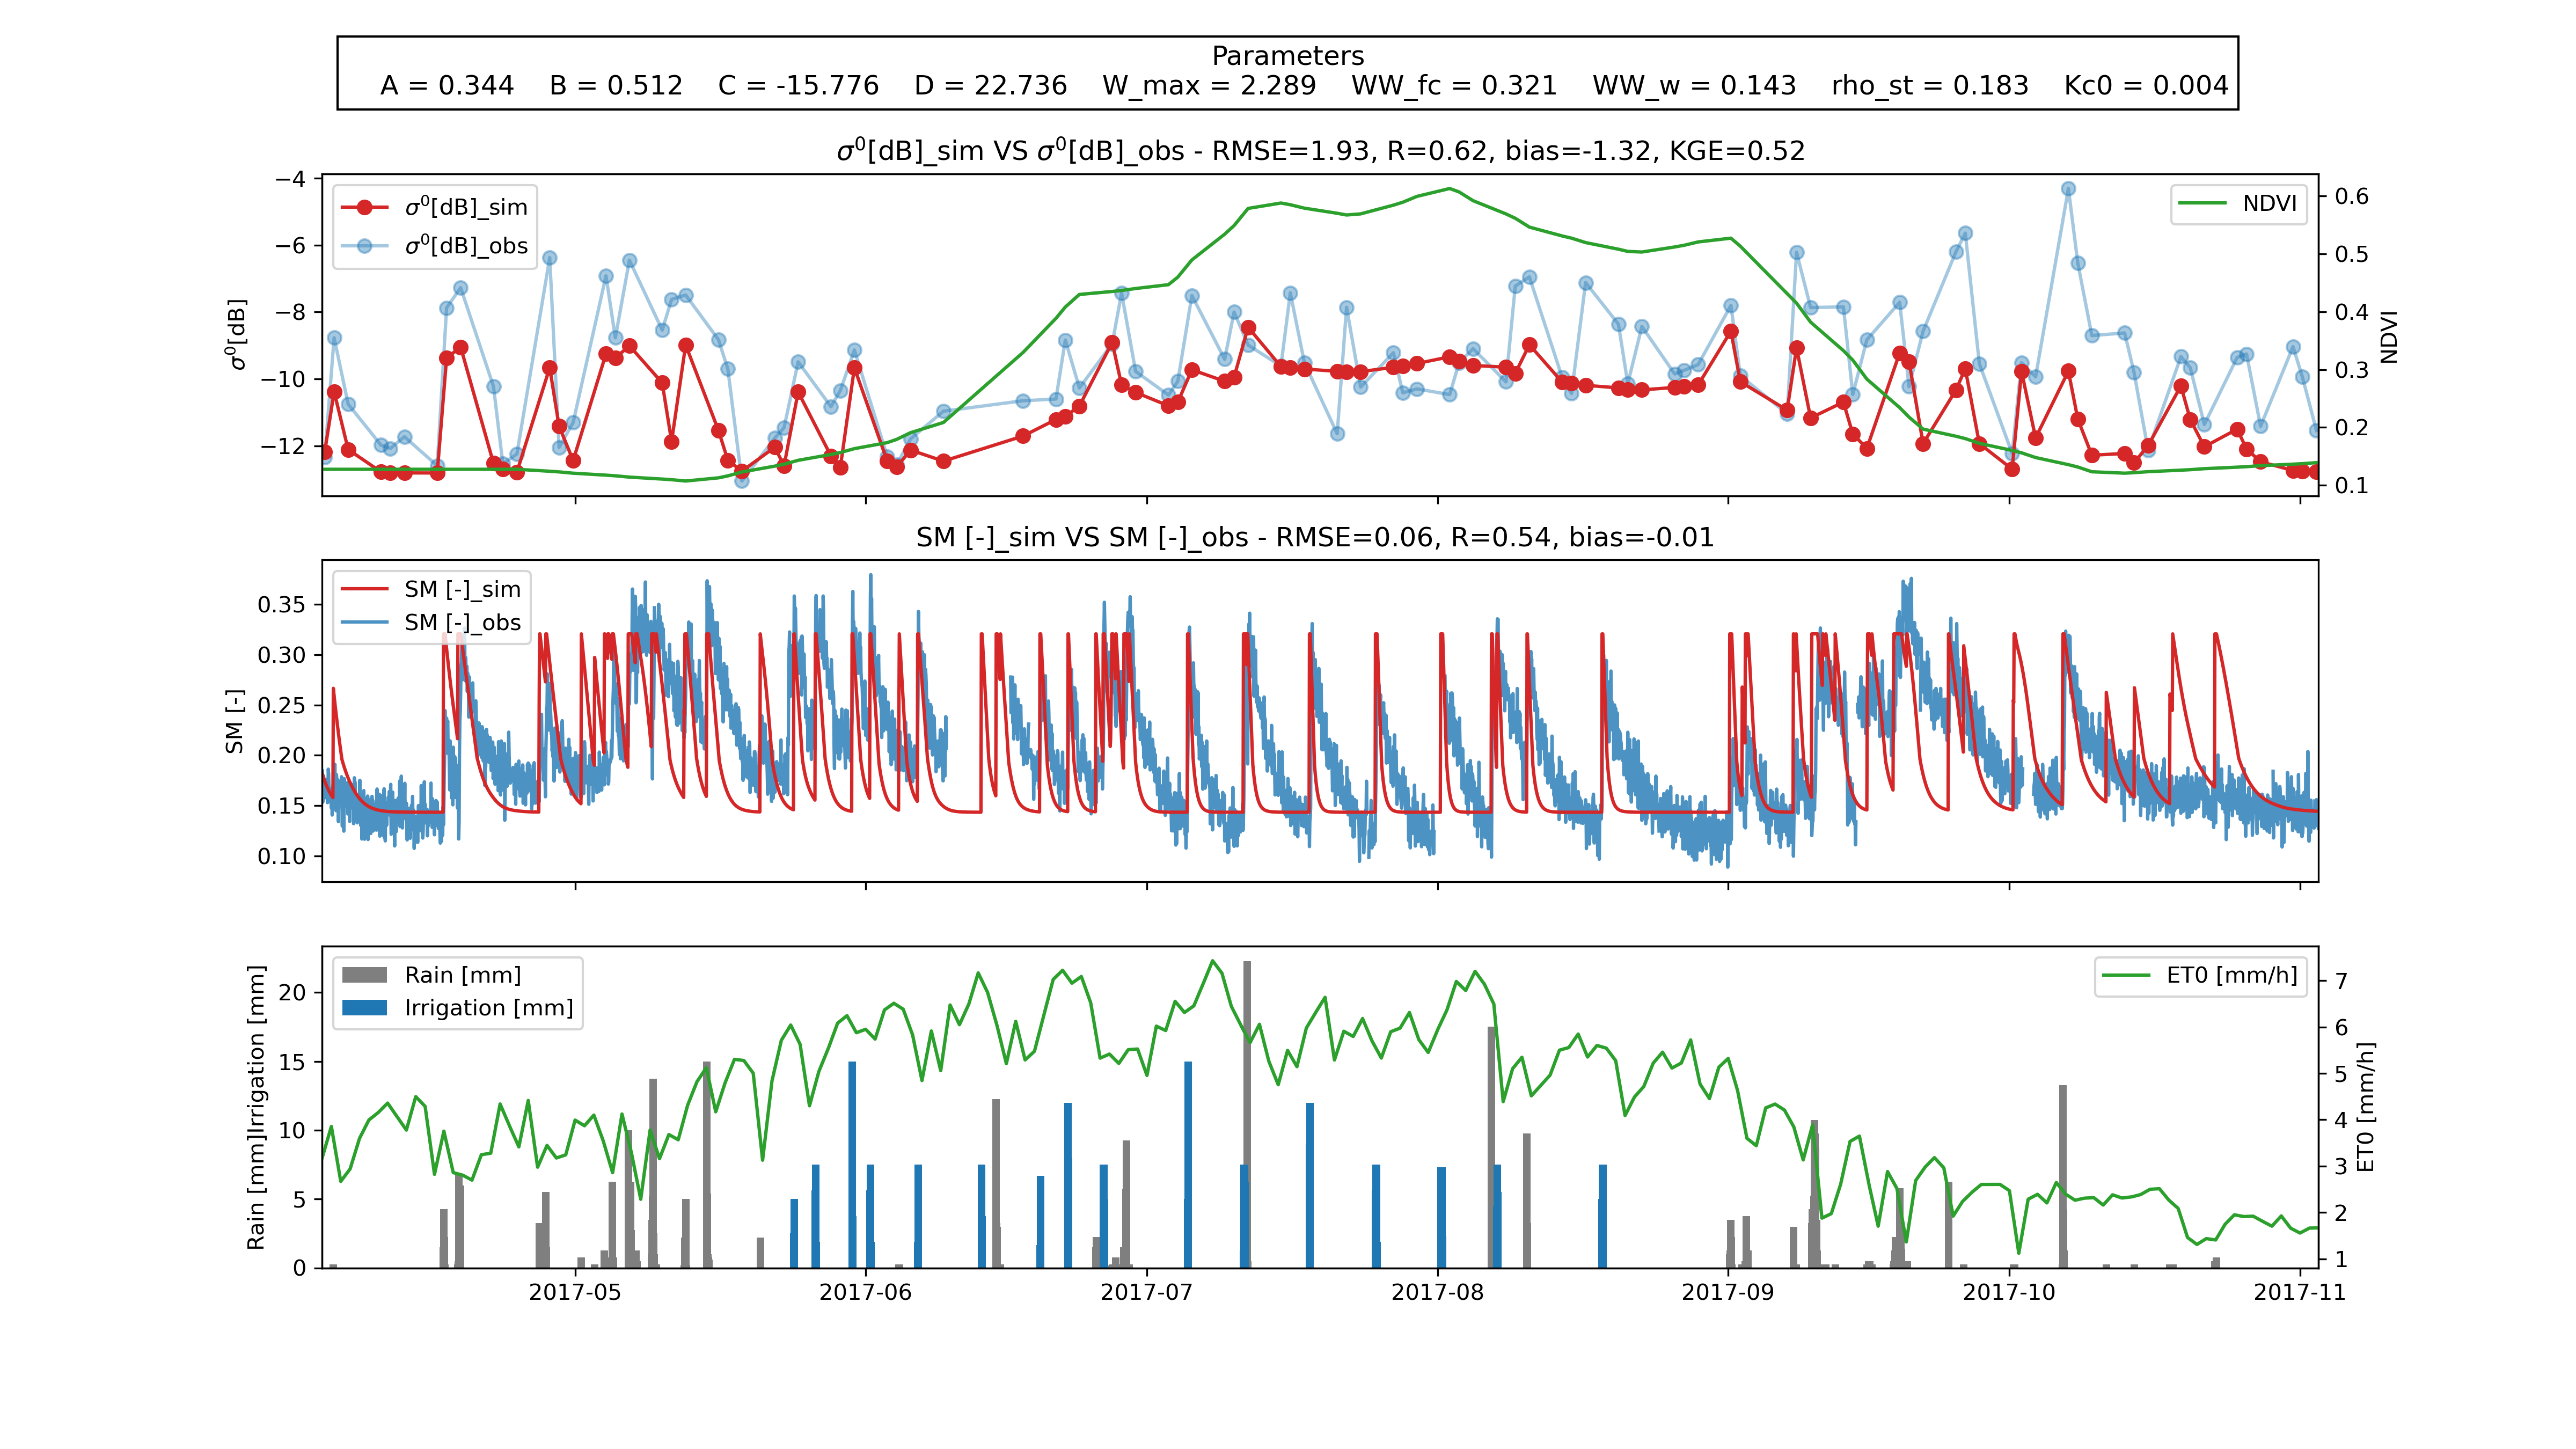 Parameters
A = 0.344 B = 0.512 C = -15.776 D = 22.736 W_max = 2.289 WW_fc = 0.321 WW_w = 0.143 rho_st = 0.183 Kc0 = 0.004
σ⁰[dB]_sim VS σ⁰[dB]_obs - RMSE=1.93, R=0.62, bias=-1.32, KGE=0.52
σ⁰[dB]
−4
−6
−8
−10
−12
σ⁰[dB]_sim
σ⁰[dB]_obs
NDVI
0.6
0.5
0.4
0.3
0.2
0.1
NDVI
SM [-]_sim VS SM [-]_obs - RMSE=0.06, R=0.54, bias=-0.01
SM [-]
0.35
0.30
0.25
0.20
0.15
0.10
SM [-]_sim
SM [-]_obs
Rain [mm]Irrigation [mm]
20
15
10
5
0
Rain [mm]
Irrigation [mm]
ET0 [mm/h]
7
6
5
4
3
2
1
ET0 [mm/h]
2017-05 2017-06 2017-07 2017-08 2017-09 2017-10 2017-11